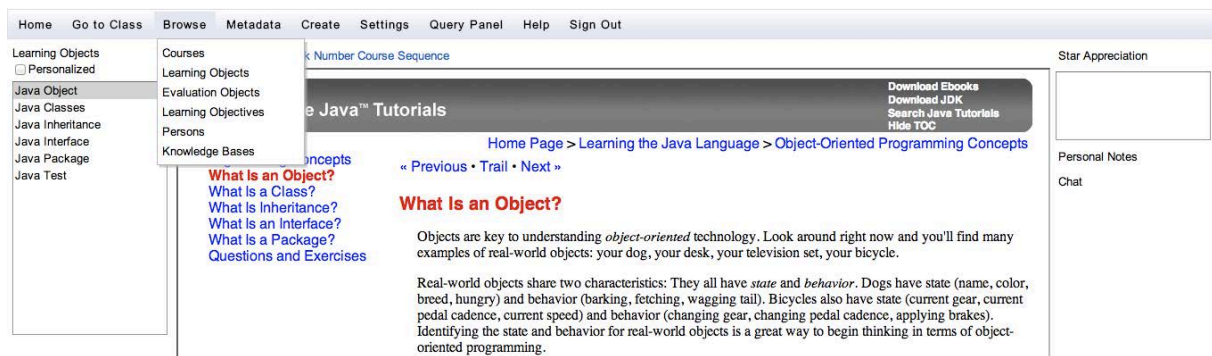 Home Go to Class Browse Metadata Create Settings Query Panel Help Sign Out
Learning Objects
Personalized
Java Object
Java Classes
Java Inheritance
Java Interface
Java Package
Java Test
Courses
Learning Objects
Evaluation Objects
Learning Objectives
Persons
Knowledge Bases
Number Course Sequence
Java™ Tutorials
Download Ebooks
Download JDK
Search Java Tutorials
Hide TOC
Home Page > Learning the Java Language > Object-Oriented Programming Concepts
« Previous • Trail • Next »
What Is an Object?
What Is a Class?
What Is Inheritance?
What Is an Interface?
What Is a Package?
Questions and Exercises
What Is an Object?
Objects are key to understanding object-oriented technology. Look around right now and you'll find many
examples of real-world objects: your dog, your desk, your television set, your bicycle.
Real-world objects share two characteristics: They all have state and behavior. Dogs have state (name, color,
breed, hungry) and behavior (barking, fetching, wagging tail). Bicycles also have state (current gear, current
pedal cadence, current speed) and behavior (changing gear, changing pedal cadence, applying brakes).
Identifying the state and behavior for real-world objects is a great way to begin thinking in terms of object-
oriented programming.
Star Appreciation
Personal Notes
Chat